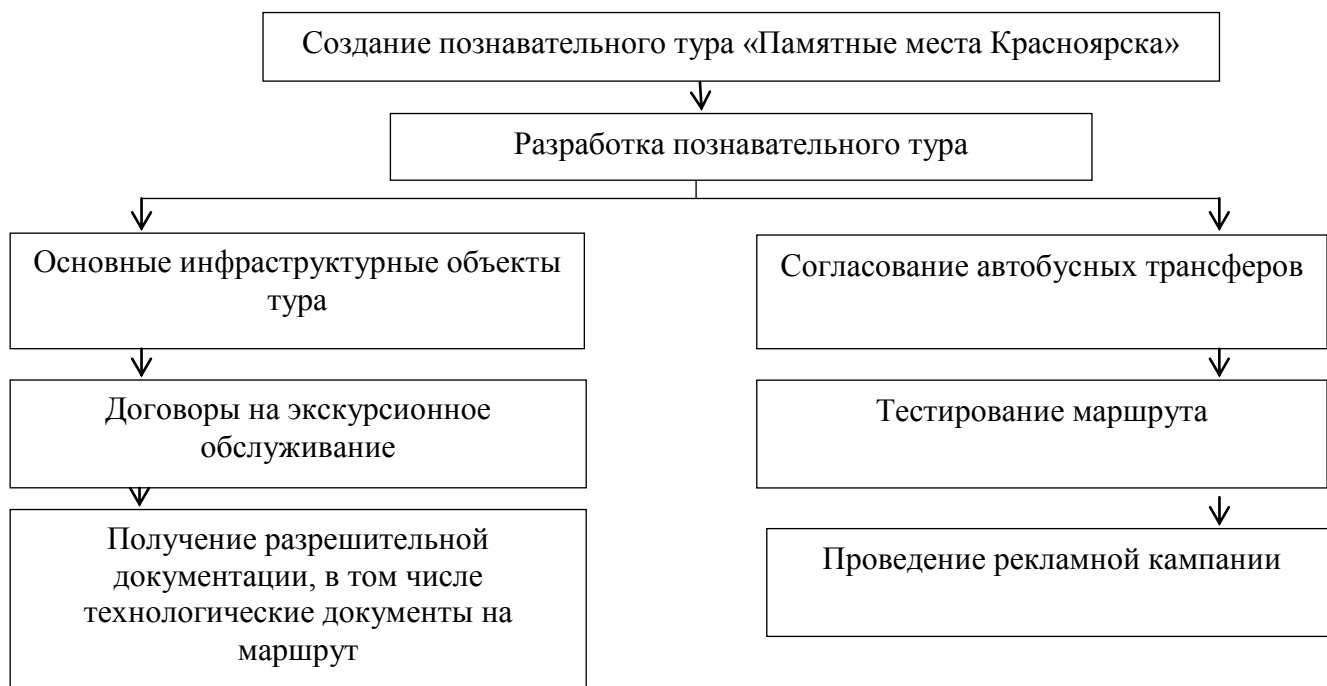 Создание познавательного тура «Памятные места Красноярска»
Разработка познавательного тура
Основные инфраструктурные объекты
тура
Согласование автобусных трансферов
Договоры на экскурсионное
обслуживание
Тестирование маршрута
Получение разрешительной
документации, в том числе
технологические документы на
маршрут
Проведение рекламной кампании